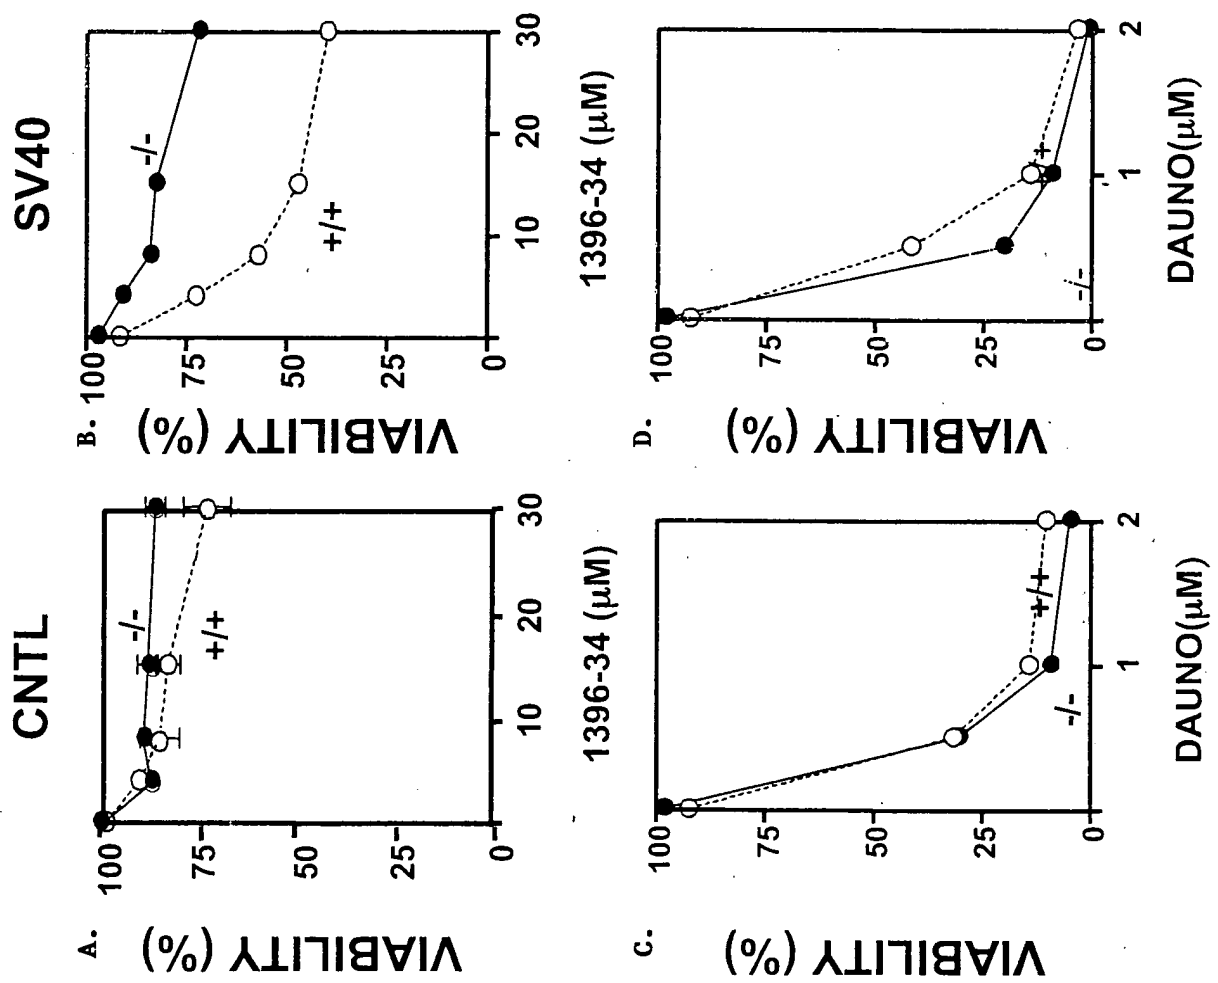 CNTL
SV40
A.
VIABILITY (%)
100
75
50
25
0
10
20
30
-/-
+/+
1396-34 (μM)
B.
VIABILITY (%)
100
75
50
25
0
10
20
30
-/-
+/+
1396-34 (μM)
C.
VIABILITY (%)
100
75
50
25
0
1
2
+/+
-/-
DAUNO(μM)
D.
VIABILITY (%)
100
75
50
25
0
1
2
-/-
DAUNO(μM)